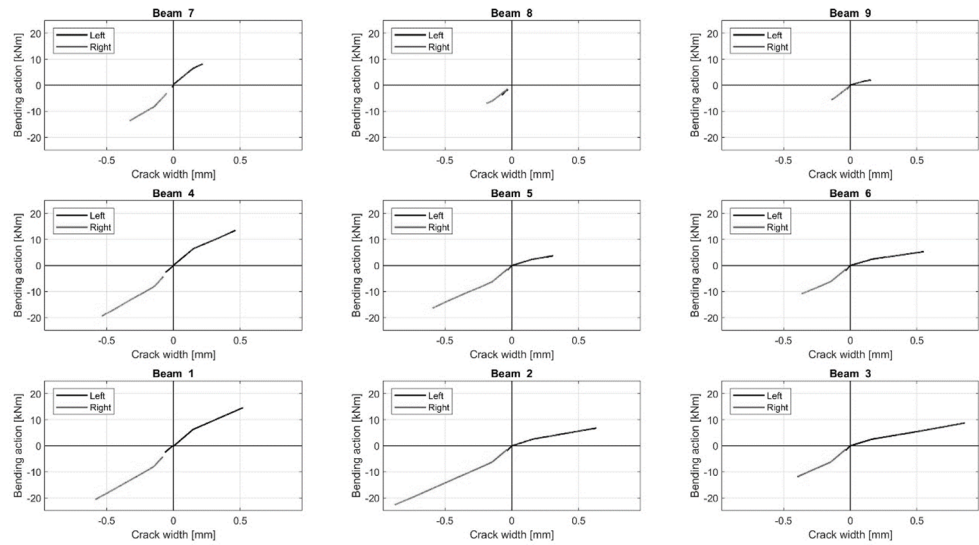 Beam 7
Bending action [kNm]
20
10
0
-10
-20
Left
Right
-0.5 0 0.5
Crack width [mm]
Beam 8
Bending action [kNm]
20
10
0
-10
-20
Left
Right
-0.5 0 0.5
Crack width [mm]
Beam 9
Bending action [kNm]
20
10
0
-10
-20
Left
Right
-0.5 0 0.5
Crack width [mm]
Beam 4
Bending action [kNm]
20
10
0
-10
-20
Left
Right
-0.5 0 0.5
Crack width [mm]
Beam 5
Bending action [kNm]
20
10
0
-10
-20
Left
Right
-0.5 0 0.5
Crack width [mm]
Beam 6
Bending action [kNm]
20
10
0
-10
-20
Left
Right
-0.5 0 0.5
Crack width [mm]
Beam 1
Bending action [kNm]
20
10
0
-10
-20
Left
Right
-0.5 0 0.5
Crack width [mm]
Beam 2
Bending action [kNm]
20
10
0
-10
-20
Left
Right
-0.5 0 0.5
Crack width [mm]
Beam 3
Bending action [kNm]
20
10
0
-10
-20
Left
Right
-0.5 0 0.5
Crack width [mm]